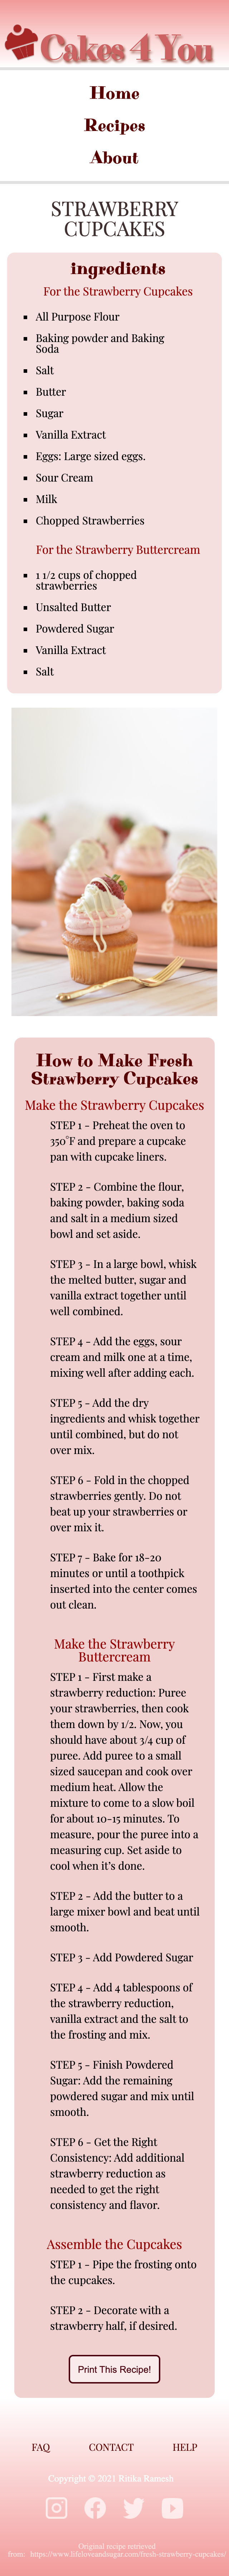 Cakes 4 You
Home
Recipes
About
STRAWBERRY
CUPCAKES
ingredients
For the Strawberry Cupcakes
All Purpose Flour
Baking powder and Baking
Soda
Salt
Butter
Sugar
Vanilla Extract
Eggs: Large sized eggs.
Sour Cream
Milk
Chopped Strawberries
For the Strawberry Buttercream
1 1/2 cups of chopped
strawberries
Unsalted Butter
Powdered Sugar
Vanilla Extract
Salt
How to Make Fresh
Strawberry Cupcakes
Make the Strawberry Cupcakes
STEP 1 - Preheat the oven to
350°F and prepare a cupcake
pan with cupcake liners.
STEP 2 - Combine the flour,
baking powder, baking soda
and salt in a medium sized
bowl and set aside.
STEP 3 - In a large bowl, whisk
the melted butter, sugar and
vanilla extract together until
well combined.
STEP 4 - Add the eggs, sour
cream and milk one at a time,
mixing well after adding each.
STEP 5 - Add the dry
ingredients and whisk together
until combined, but do not
over mix.
STEP 6 - Fold in the chopped
strawberries gently. Do not
beat up your strawberries or
over mix it.
STEP 7 - Bake for 18-20
minutes or until a toothpick
inserted into the center comes
out clean.
Make the Strawberry
Buttercream
STEP 1 - First make a
strawberry reduction: Puree
your strawberries, then cook
them down by 1/2. Now, you
should have about 3/4 cup of
puree. Add puree to a small
sized saucepan and cook over
medium heat. Allow the
mixture to come to a slow boil
for about 10-15 minutes. To
measure, pour the puree into a
measuring cup. Set aside to
cool when it's done.
STEP 2 - Add the butter to a
large mixer bowl and beat until
smooth.
STEP 3 - Add Powdered Sugar
STEP 4 - Add 4 tablespoons of
the strawberry reduction,
vanilla extract and the salt to
the frosting and mix.
STEP 5 - Finish Powdered
Sugar: Add the remaining
powdered sugar and mix until
smooth.
STEP 6 - Get the Right
Consistency: Add additional
strawberry reduction as
needed to get the right
consistency and flavor.
Assemble the Cupcakes
STEP 1 - Pipe the frosting onto
the cupcakes.
STEP 2 - Decorate with a
strawberry half, if desired.
Print This Recipe!
FAQ CONTACT HELP
Copyright © 2021 Ritika Ramesh
Original recipe retrieved
from: https://www.lifeloveandsugar.com/fresh-strawberry-cupcakes/